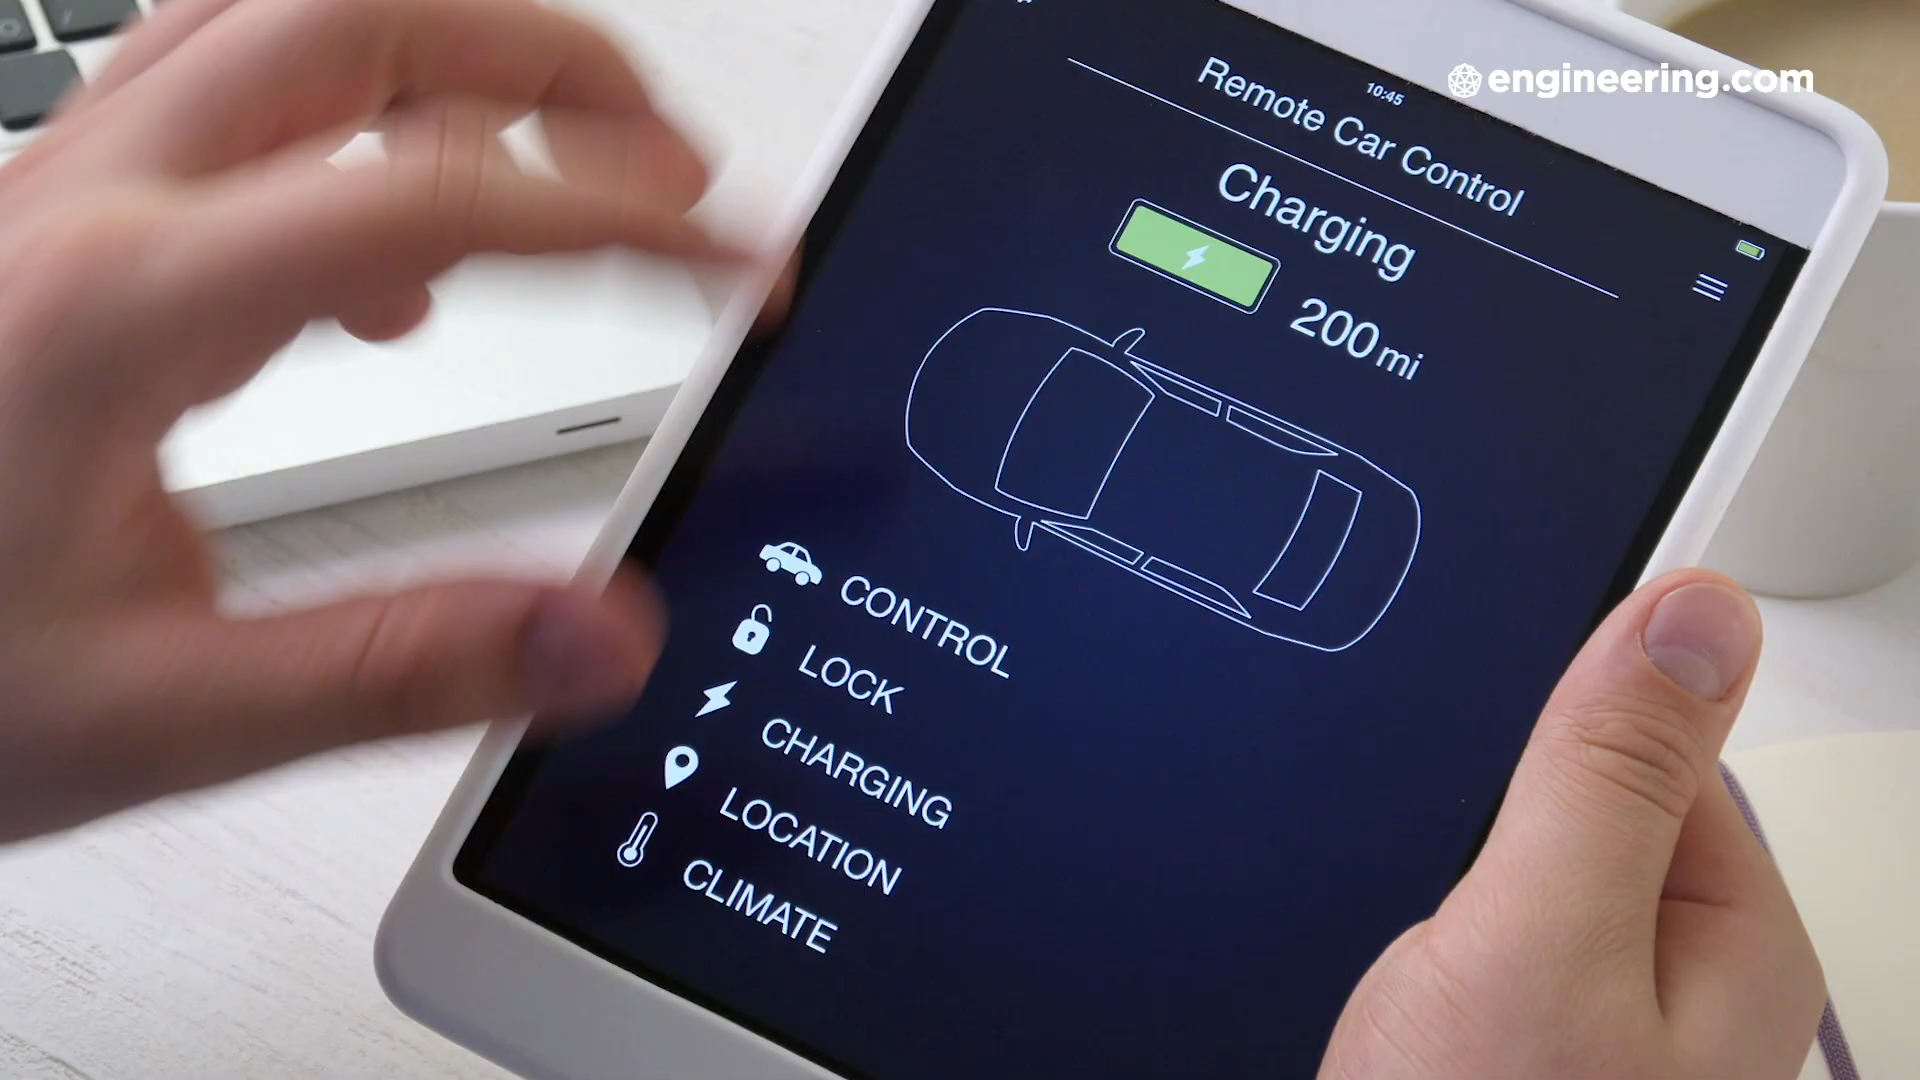 engineering.com
10:45
Remote Car Control
Charging
200 mi
CONTROL
LOCK
CHARGING
LOCATION
CLIMATE